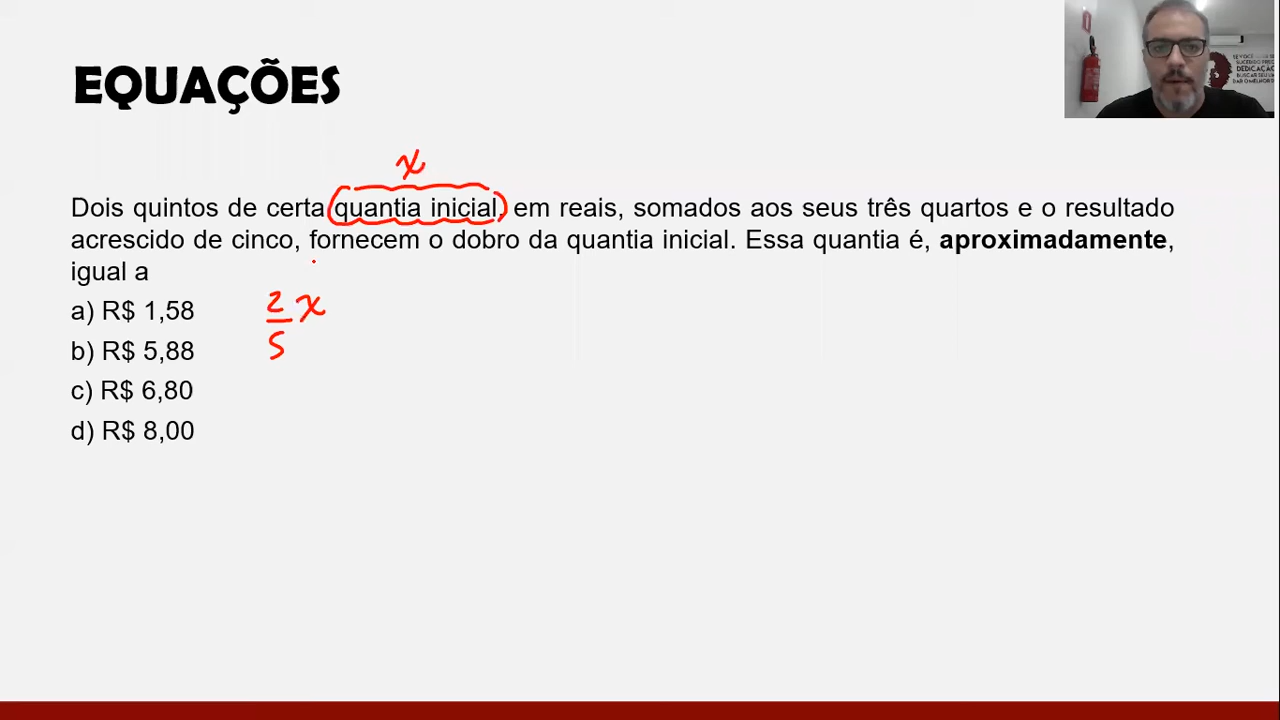 EQUAÇÕES
x
Dois quintos de certa quantia inicial, em reais, somados aos seus três quartos e o resultado
acrescido de cinco, fornecem o dobro da quantia inicial. Essa quantia é, aproximadamente,
igual a
a) R$ 1,58
b) R$ 5,88
c) R$ 6,80
d) R$ 8,00
2
x
5
DEDICAÇÃO